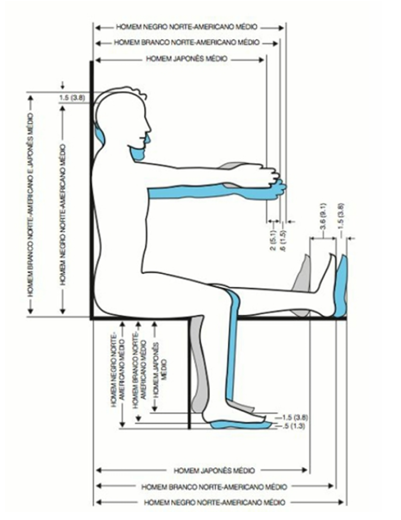 HOMEM NEGRO NORTE-AMERICANO MÉDIO
HOMEM BRANCO NORTE-AMERICANO MÉDIO
HOMEM JAPONÊS MÉDIO
1.5 (3.8)
HOMEM BRANCO NORTE-AMERICANO E JAPONÊS MÉDIO
HOMEM NEGRO NORTE-AMERICANO MÉDIO
2 (5.1)
.6 (1.5)
3.6 (9.1)
1.5 (3.8)
HOMEM NEGRO NORTE-
AMERICANO MÉDIO
HOMEM BRANCO NORTE-
AMERICANO MÉDIO
HOMEM JAPONÊS
MÉDIO
1.5 (3.8)
.5 (1.3)
HOMEM JAPONÊS MÉDIO
HOMEM BRANCO NORTE-AMERICANO MÉDIO
HOMEM NEGRO NORTE-AMERICANO MÉDIO